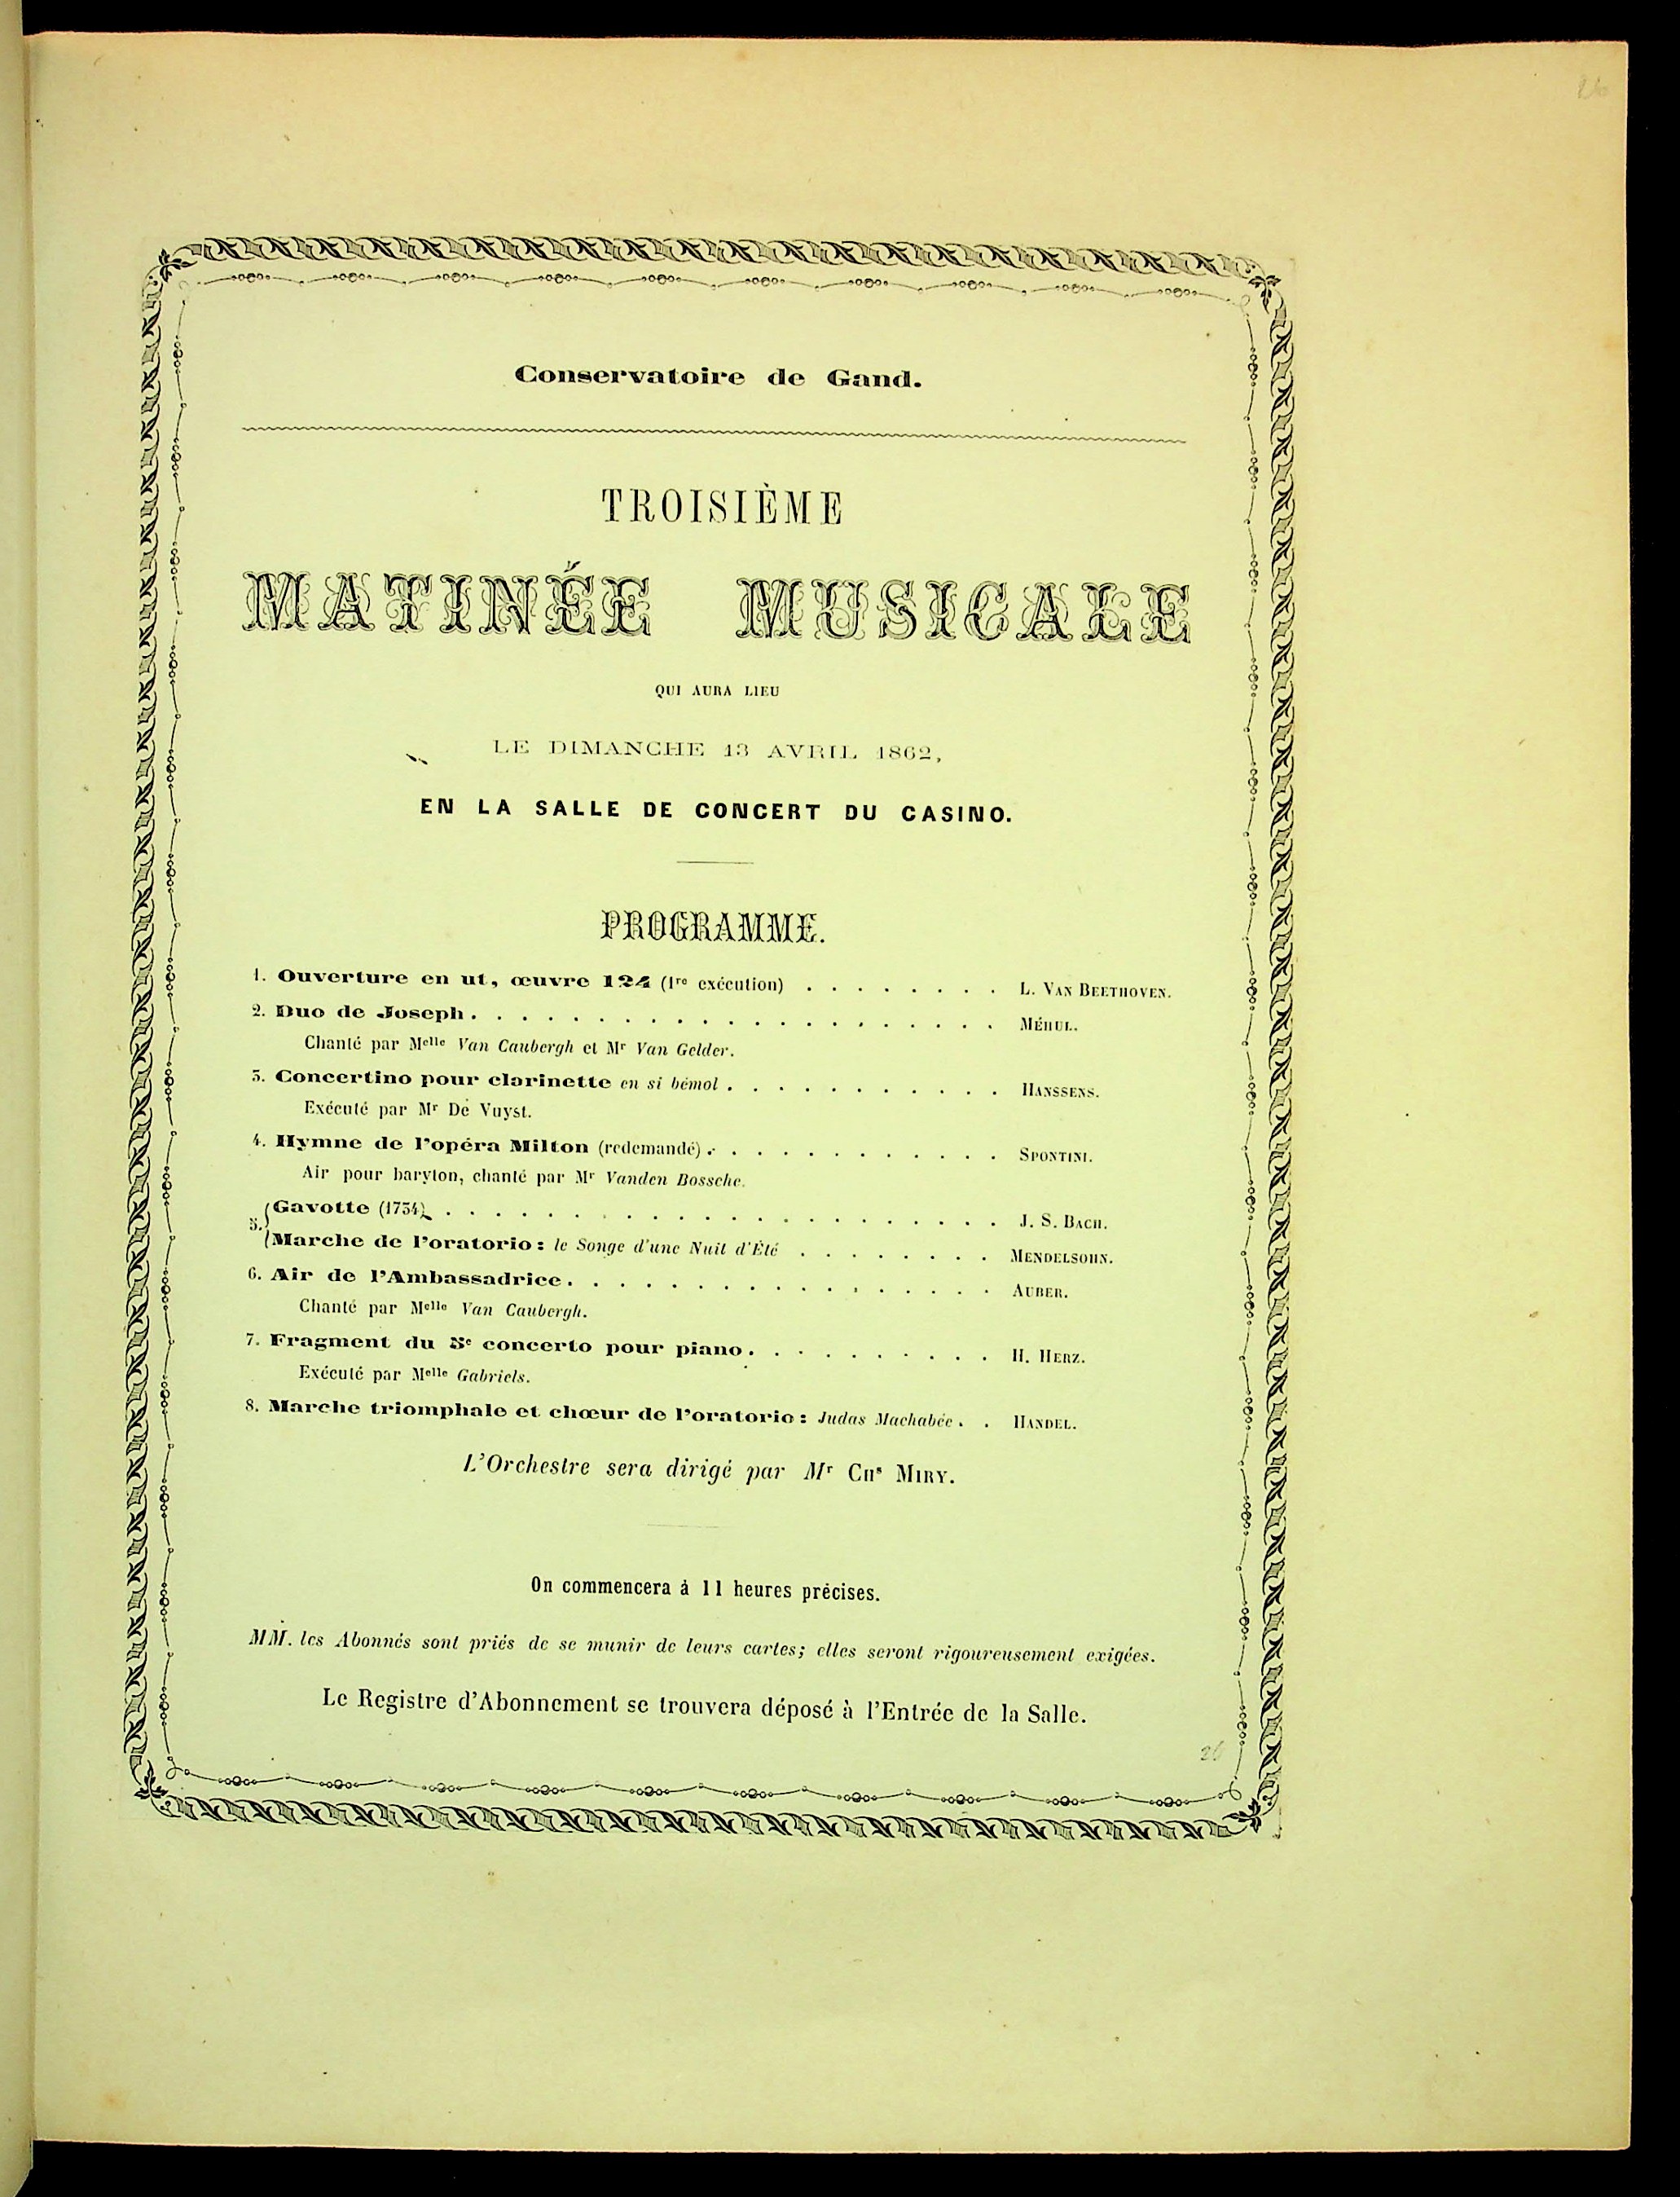 26
Conservatoire de Gand.
TROISIÈME
MATINÉE MUSICALE
QUI AURA LIEU
LE DIMANCHE 13 AVRIL 1862,
EN LA SALLE DE CONCERT DU CASINO.
PROGRAMME.
1. Ouverture en ut, œuvre 124 (1re exécution) . . . . . . . . L. VAN BEETHOVEN.
2. Duo de Joseph. . . . . . . . . . . . . . . . . . . . . MÉHUL.
Chanté par Melle Van Caubergh et Mr Van Gelder.
3. Concertino pour clarinette en si bémol . . . . . . . . . . . HANSSENS.
Exécuté par Mr De Vuyst.
4. Hymne de l'opéra Milton (redemandé) . . . . . . . . . . . . SPONTINI.
Air pour baryton, chanté par Mr Vanden Bossche.
5. Gavotte (1734) . . . . . . . . . . . . . . . . . . . . . . J. S. BACH.
Marche de l'oratorio: le Songe d'une Nuit d'Été . . . . . . . . MENDELSOHN.
6. Air de l'Ambassadrice. . . . . . . . . . . . . . . . . AUBER.
Chanté par Melle Van Caubergh.
7. Fragment du 5e concerto pour piano. . . . . . . . . . H. HERZ.
Exécuté par Melle Gabriels.
8. Marche triomphale et chœur de l'oratorio: Judas Machabée . . HANDEL.
L'Orchestre sera dirigé par Mr CHs MIRY.
On commencera à 11 heures précises.
MM. les Abonnés sont priés de se munir de leurs cartes; elles seront rigoureusement exigées.
Le Registre d'Abonnement se trouvera déposé à l'Entrée de la Salle.
26